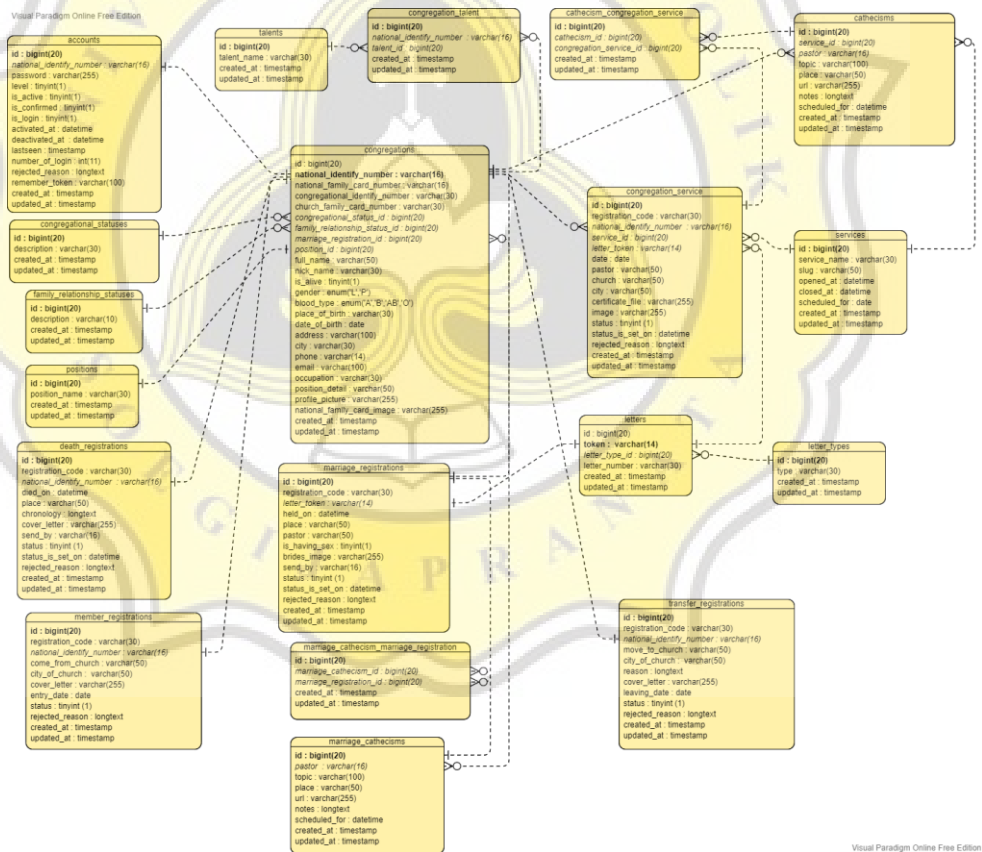 Visual Paradigm Online Free Edition
accounts
id : bigint(20)
national_identify_number : varchar(16)
password : varchar(255)
level : tinyint(1)
is_active : tinyint(1)
is_confirmed : tinyint(1)
is_login : tinyint(1)
activated_at : datetime
deactivated_at : datetime
lastseen : timestamp
number_of_login : int(11)
rejected_reason : longtext
remember_token : varchar(100)
created_at : timestamp
updated_at : timestamp
talents
id : bigint(20)
talent_name : varchar(30)
created_at : timestamp
updated_at : timestamp
congregation_talent
id : bigint(20)
national_identify_number : varchar(16)
talent_id : bigint(20)
created_at : timestamp
updated_at : timestamp
cathecism_congregation_service
id : bigint(20)
cathecism_id : bigint(20)
congregation_service_id : bigint(20)
created_at : timestamp
updated_at : timestamp
cathecisms
id : bigint(20)
service_id : bigint(20)
pastor : varchar(16)
topic : varchar(100)
place : varchar(50)
url : varchar(255)
notes : longtext
scheduled_for : datetime
created_at : timestamp
updated_at : timestamp
congregations
id : bigint(20)
national_identify_number : varchar(16)
national_family_card_number : varchar(16)
congregational_identify_number : varchar(30)
church_family_card_number : varchar(30)
congregational_status_id : bigint(20)
family_relationship_status_id : bigint(20)
marriage_registration_id : bigint(20)
position_id : bigint(20)
full_name : varchar(50)
nick_name : varchar(30)
is_alive : tinyint(1)
gender : enum('L','P')
blood_type : enum('A','B','AB','O')
place_of_birth : varchar(30)
date_of_birth : date
address : varchar(100)
city : varchar(30)
phone : varchar(14)
email : varchar(100)
occupation : varchar(30)
position_detail : varchar(50)
profile_picture : varchar(255)
national_family_card_image : varchar(255)
created_at : timestamp
updated_at : timestamp
congregation_service
id : bigint(20)
registration_code : varchar(30)
national_identify_number : varchar(16)
service_id : bigint(20)
letter_token : varchar(14)
date : date
pastor : varchar(50)
church : varchar(50)
city : varchar(50)
certificate_file : varchar(255)
image : varchar(255)
status : tinyint (1)
status_is_set_on : datetime
rejected_reason : longtext
created_at : timestamp
updated_at : timestamp
services
id : bigint(20)
service_name : varchar(30)
slug : varchar(50)
opened_at : datetime
closed_at : datetime
scheduled_for : date
created_at : timestamp
updated_at : timestamp
congregational_statuses
id : bigint(20)
description : varchar(30)
created_at : timestamp
updated_at : timestamp
family_relationship_statuses
id : bigint(20)
description : varchar(10)
created_at : timestamp
updated_at : timestamp
positions
id : bigint(20)
position_name : varchar(30)
created_at : timestamp
updated_at : timestamp
death_registrations
id : bigint(20)
registration_code : varchar(30)
national_identify_number : varchar(16)
died_on : datetime
place : varchar(50)
chronology : longtext
cover_letter : varchar(255)
send_by : varchar(16)
status : tinyint (1)
status_is_set_on : datetime
rejected_reason : longtext
created_at : timestamp
updated_at : timestamp
marriage_registrations
id : bigint(20)
registration_code : varchar(30)
letter_token : varchar(14)
held_on : datetime
place : varchar(50)
pastor : varchar(50)
is_having_sex : tinyint(1)
brides_image : varchar(255)
send_by : varchar(16)
status : tinyint (1)
status_is_set_on : datetime
rejected_reason : longtext
created_at : timestamp
updated_at : timestamp
letters
id : bigint(20)
token : varchar(14)
letter_type_id : bigint(20)
letter_number : varchar(30)
created_at : timestamp
updated_at : timestamp
letter_types
id : bigint(20)
type : varchar(30)
created_at : timestamp
updated_at : timestamp
member_registrations
id : bigint(20)
registration_code : varchar(30)
national_identify_number : varchar(16)
come_from_church : varchar(50)
city_of_church : varchar(50)
cover_letter : varchar(255)
entry_date : date
status : tinyint (1)
rejected_reason : longtext
created_at : timestamp
updated_at : timestamp
marriage_cathecism_marriage_registration
id : bigint(20)
marriage_cathecism_id : bigint(20)
marriage_registration_id : bigint(20)
created_at : timestamp
updated_at : timestamp
transfer_registrations
id : bigint(20)
registration_code : varchar(30)
national_identify_number : varchar(16)
move_to_church : varchar(50)
city_of_church : varchar(50)
reason : longtext
cover_letter : varchar(255)
leaving_date : date
status : tinyint (1)
rejected_reason : longtext
created_at : timestamp
updated_at : timestamp
marriage_cathecisms
id : bigint(20)
pastor : varchar(16)
topic : varchar(100)
place : varchar(50)
url : varchar(255)
notes : longtext
scheduled_for : datetime
created_at : timestamp
updated_at : timestamp
Visual Paradigm Online Free Edition